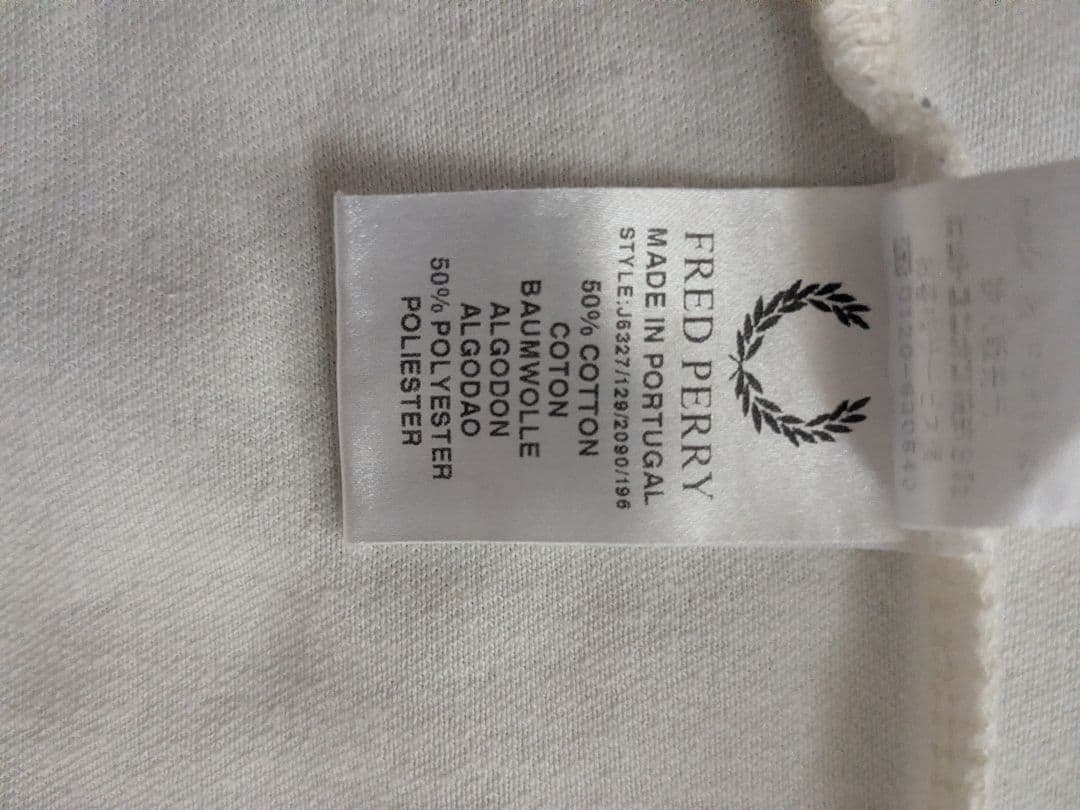 FRED PERRY
MADE IN PORTUGAL
STYLE:J6327/129/2090/196
50% COTTON
COTON
BAUMWOLLE
ALGODON
ALGODAO
50% POLYESTER
POLIESTER